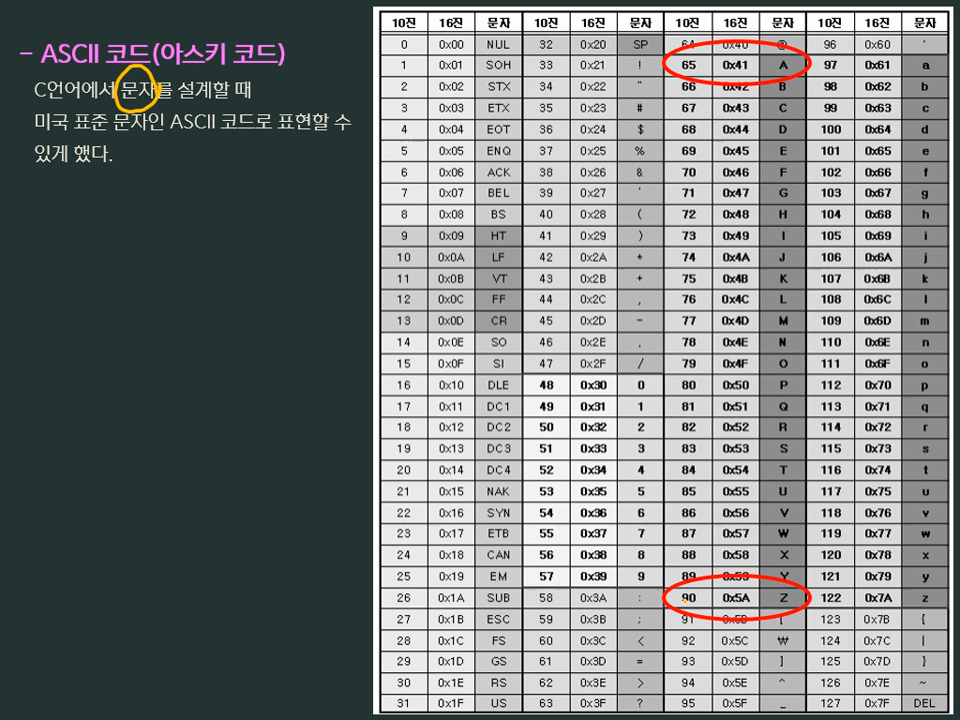 - ASCII 코드(아스키 코드)
C언어에서 문자를 설계할 때
미국 표준 문자인 ASCII 코드로 표현할 수
있게 했다.
10진 16진 문자 10진 16진 문자 10진 16진 문자 10진 16진 문자
0 0x00 NUL 32 0x20 SP 64 0x40 @ 96 0x60 '
1 0x01 SOH 33 0x21 ! 65 0x41 A 97 0x61 a
2 0x02 STX 34 0x22 " 66 0x42 B 98 0x62 b
3 0x03 ETX 35 0x23 # 67 0x43 C 99 0x63 c
4 0x04 EOT 36 0x24 $ 68 0x44 D 100 0x64 d
5 0x05 ENQ 37 0x25 % 69 0x45 E 101 0x65 e
6 0x06 ACK 38 0x26 & 70 0x46 F 102 0x66 f
7 0x07 BEL 39 0x27 ' 71 0x47 G 103 0x67 g
8 0x08 BS 40 0x28 ( 72 0x48 H 104 0x68 h
9 0x09 HT 41 0x29 ) 73 0x49 I 105 0x69 i
10 0x0A LF 42 0x2A * 74 0x4A J 106 0x6A j
11 0x0B VT 43 0x2B + 75 0x4B K 107 0x6B k
12 0x0C FF 44 0x2C , 76 0x4C L 108 0x6C l
13 0x0D CR 45 0x2D - 77 0x4D M 109 0x6D m
14 0x0E SO 46 0x2E . 78 0x4E N 110 0x6E n
15 0x0F SI 47 0x2F / 79 0x4F O 111 0x6F o
16 0x10 DLE 48 0x30 0 80 0x50 P 112 0x70 p
17 0x11 DC1 49 0x31 1 81 0x51 Q 113 0x71 q
18 0x12 DC2 50 0x32 2 82 0x52 R 114 0x72 r
19 0x13 DC3 51 0x33 3 83 0x53 S 115 0x73 s
20 0x14 DC4 52 0x34 4 84 0x54 T 116 0x74 t
21 0x15 NAK 53 0x35 5 85 0x55 U 117 0x75 u
22 0x16 SYN 54 0x36 6 86 0x56 V 118 0x76 v
23 0x17 ETB 55 0x37 7 87 0x57 W 119 0x77 w
24 0x18 CAN 56 0x38 8 88 0x58 X 120 0x78 x
25 0x19 EM 57 0x39 9 89 0x59 Y 121 0x79 y
26 0x1A SUB 58 0x3A : 90 0x5A Z 122 0x7A z
27 0x1B ESC 59 0x3B ; 91 0x5B [ 123 0x7B {
28 0x1C FS 60 0x3C < 92 0x5C ₩ 124 0x7C |
29 0x1D GS 61 0x3D = 93 0x5D ] 125 0x7D }
30 0x1E RS 62 0x3E > 94 0x5E ^ 126 0x7E ~
31 0x1F US 63 0x3F ? 95 0x5F _ 127 0x7F DEL